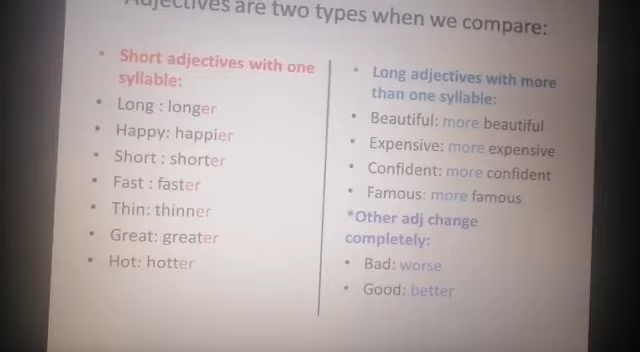 Adjectives are two types when we compare:
• Short adjectives with one
syllable:
• Long : longer
• Happy: happier
• Short : shorter
• Fast : faster
• Thin: thinner
• Great: greater
• Hot: hotter
• Long adjectives with more
than one syllable:
• Beautiful: more beautiful
• Expensive: more expensive
• Confident: more confident
• Famous: more famous
*Other adj change
completely:
• Bad: worse
• Good: better